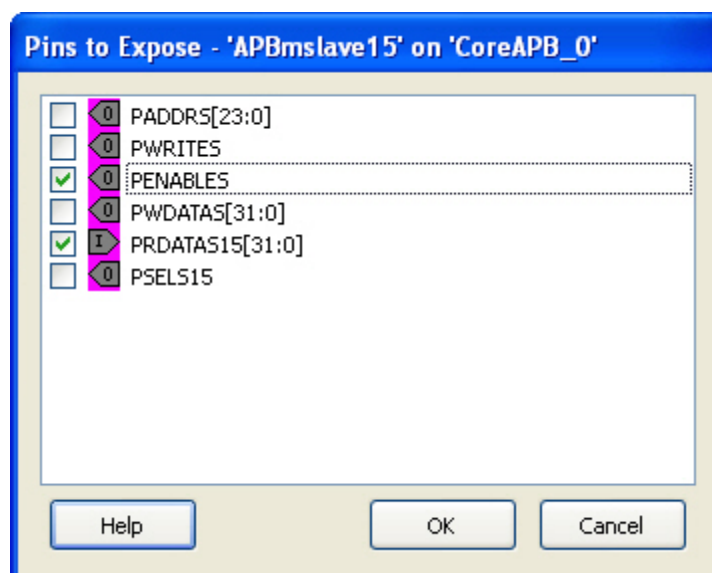 Pins to Expose - 'APBmslave15' on 'CoreAPB_0'
O PADDRS[23:0]
O PWRITES
O PENABLES
O PWDATAS[31:0]
I PRDATAS15[31:0]
O PSELS15
Help OK Cancel